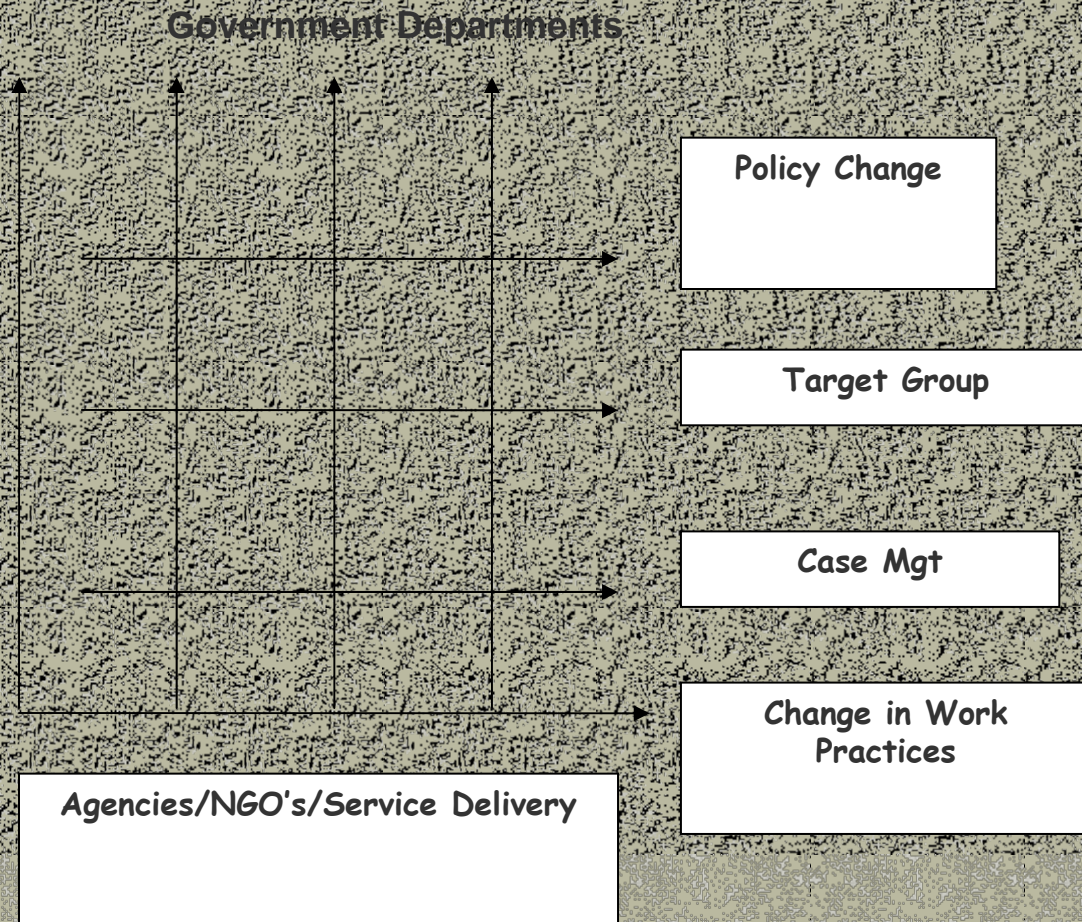 Government Departments
Policy Change
Target Group
Case Mgt
Change in Work
Practices
Agencies/NGO's/Service Delivery